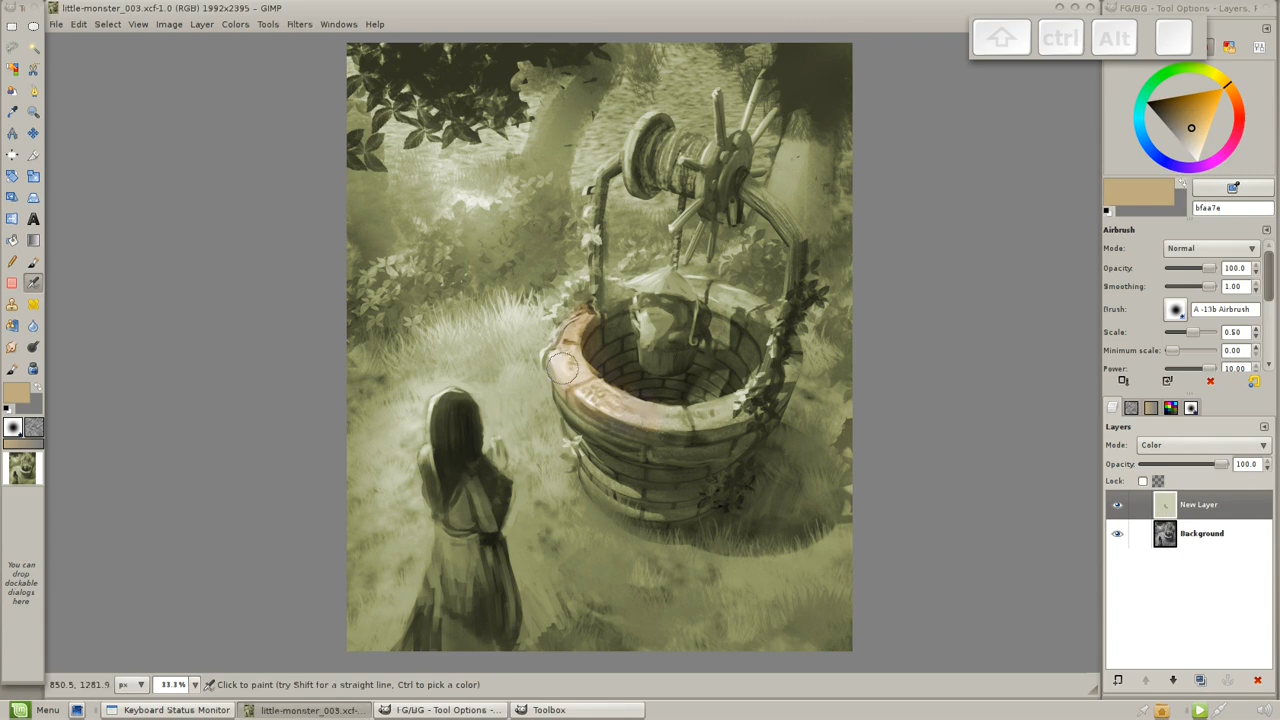 little-monster_003.xcf-1.0 (RGB) 1992x2395 – GIMP
FG/BG - Tool Options - Layers, F
File Edit Select View Image Layer Colors Tools Filters Windows Help
ctrl Alt
bfaa7e
Airbrush
Mode: Normal
Opacity: 100.0
Smoothing: 1.00
Brush: A -13b Airbrush
Scale: 0.50
Minimum scale: 0.00
Power: 10.00
Layers
Mode: Color
Opacity: 100.0
Lock:
New Layer
Background
You can
drop
dockable
dialogs
here
850.5, 1281.9 px 33.3% Click to paint (try Shift for a straight line, Ctrl to pick a color)
Menu Keyboard Status Monitor little-monster_003.xcf-... FG/BG - Tool Options -... Toolbox